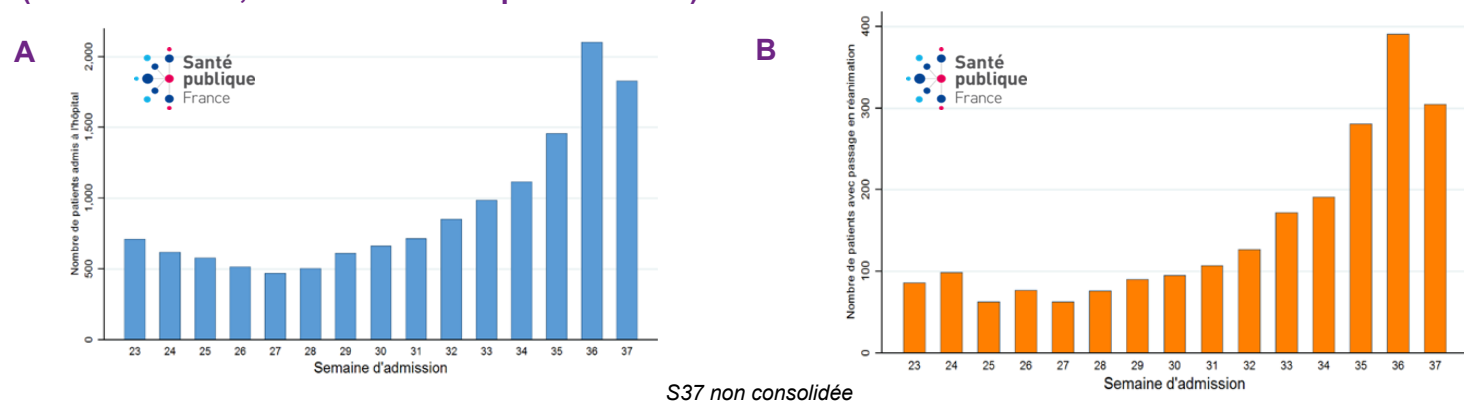 A
Santé
publique
France
Nombre de patients admis à l'hôpital
2,000
1,500
1,000
500
0
23 24 25 26 27 28 29 30 31 32 33 34 35 36 37
Semaine d'admission
B
Santé
publique
France
Nombre de patients avec passage en réanimation
400
300
200
100
0
23 24 25 26 27 28 29 30 31 32 33 34 35 36 37
Semaine d'admission
S37 non consolidée